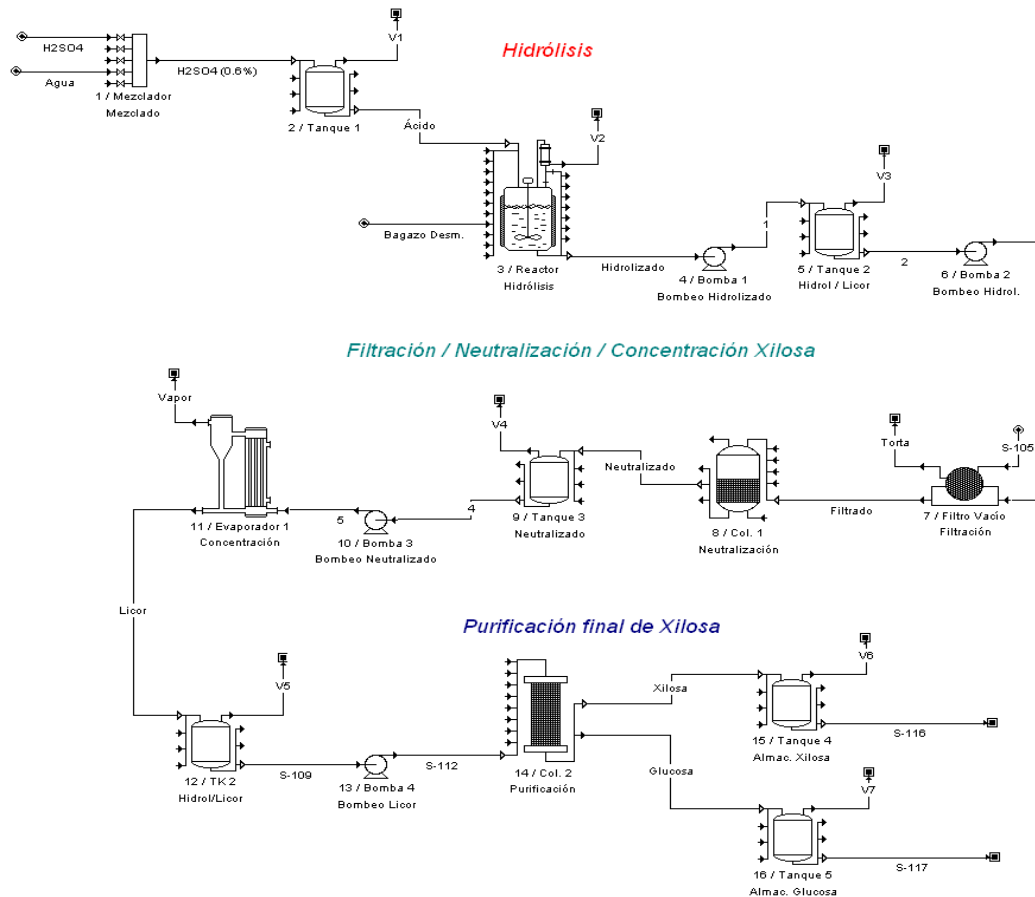 V1
Hidrólisis
H2SO4
H2SO4 (0.6%)
Agua
1 / Mezclador
Mezclado
2 / Tanque 1
Ácido
V2
V3
Bagazo Desm.
3 / Reactor
Hidrólisis
Hidrolizado
4 / Bomba 1
Bombeo Hidrolizado
1
5 / Tanque 2
Hidrol / Licor
2
6 / Bomba 2
Bombeo Hidrol.
Filtración / Neutralización / Concentración Xilosa
Vapor
V4
Torta
S-105
Neutralizado
11 / Evaporador 1
Concentración
5
10 / Bomba 3
Bombeo Neutralizado
4
9 / Tanque 3
Neutralizado
8 / Col. 1
Neutralización
Filtrado
7 / Filtro Vacío
Filtración
Licor
Purificación final de Xilosa
V5
V6
Xilosa
15 / Tanque 4
Almac. Xilosa
S-116
12 / TK 2
Hidrol/Licor
S-109
13 / Bomba 4
Bombeo Licor
S-112
14 / Col. 2
Purificación
Glucosa
V7
16 / Tanque 5
Almac. Glucosa
S-117